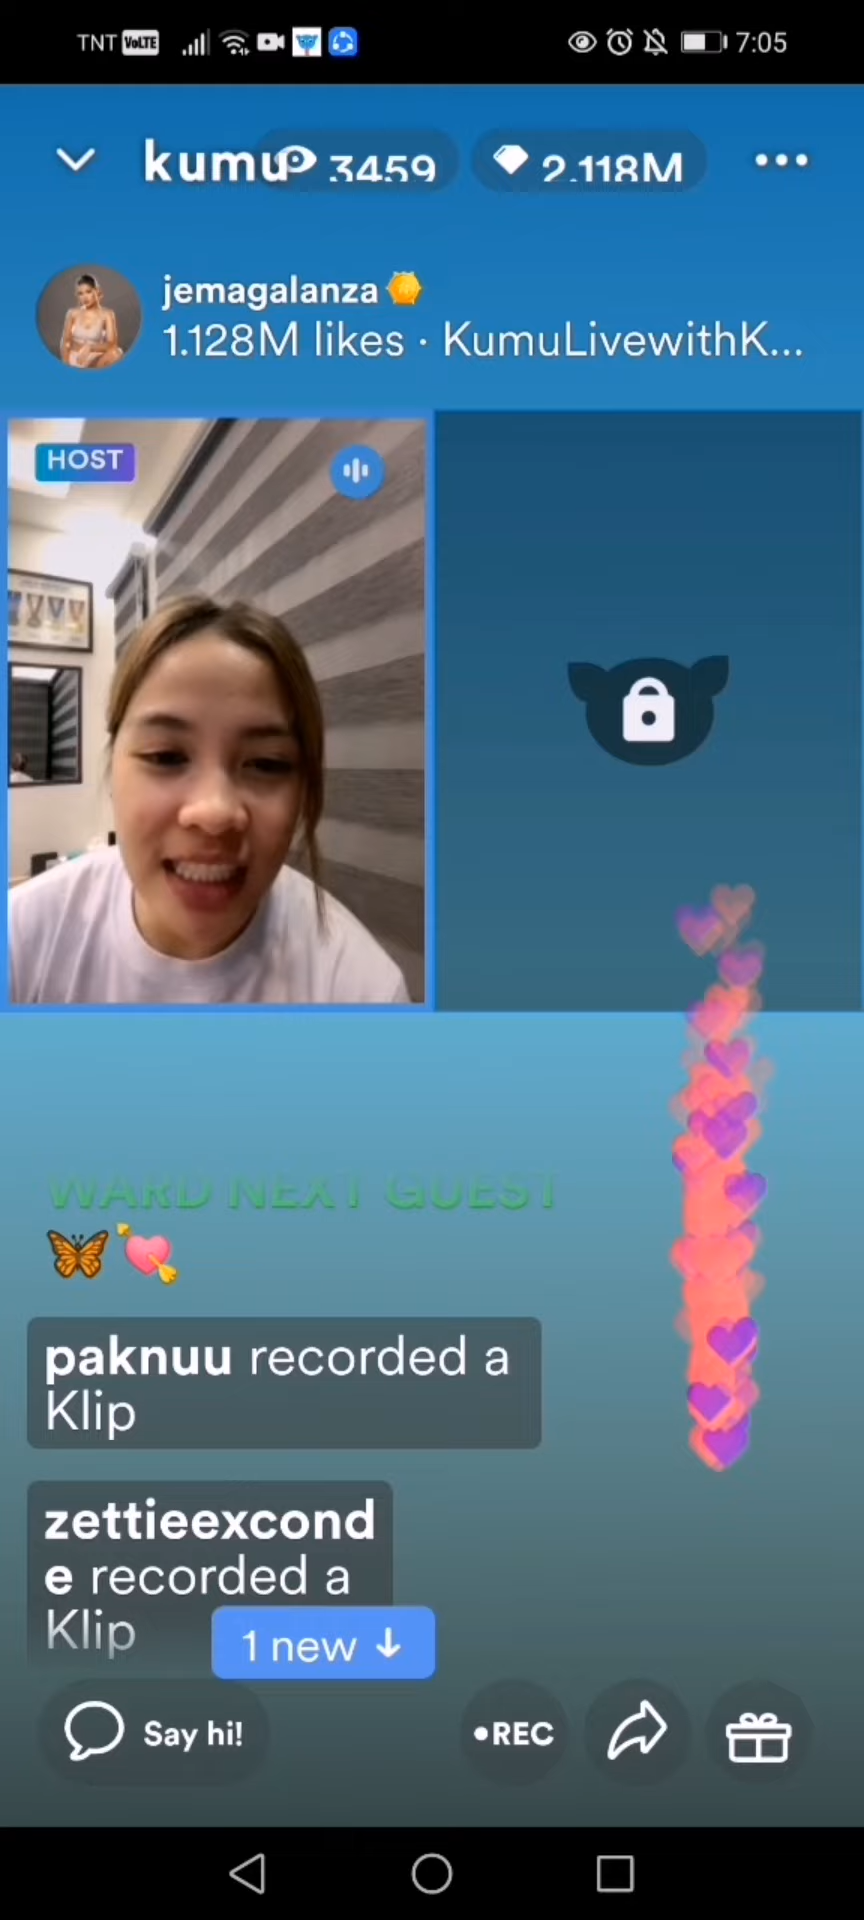 TNT VoLTE 7:05
kumu 3459 2.118M
jemagalanza
1.128M likes · KumuLivewithK...
HOST
WARD NEXT GUEST
paknuu recorded a
Klip
zettieexcond
e recorded a
Klip
1 new
Say hi!
•REC